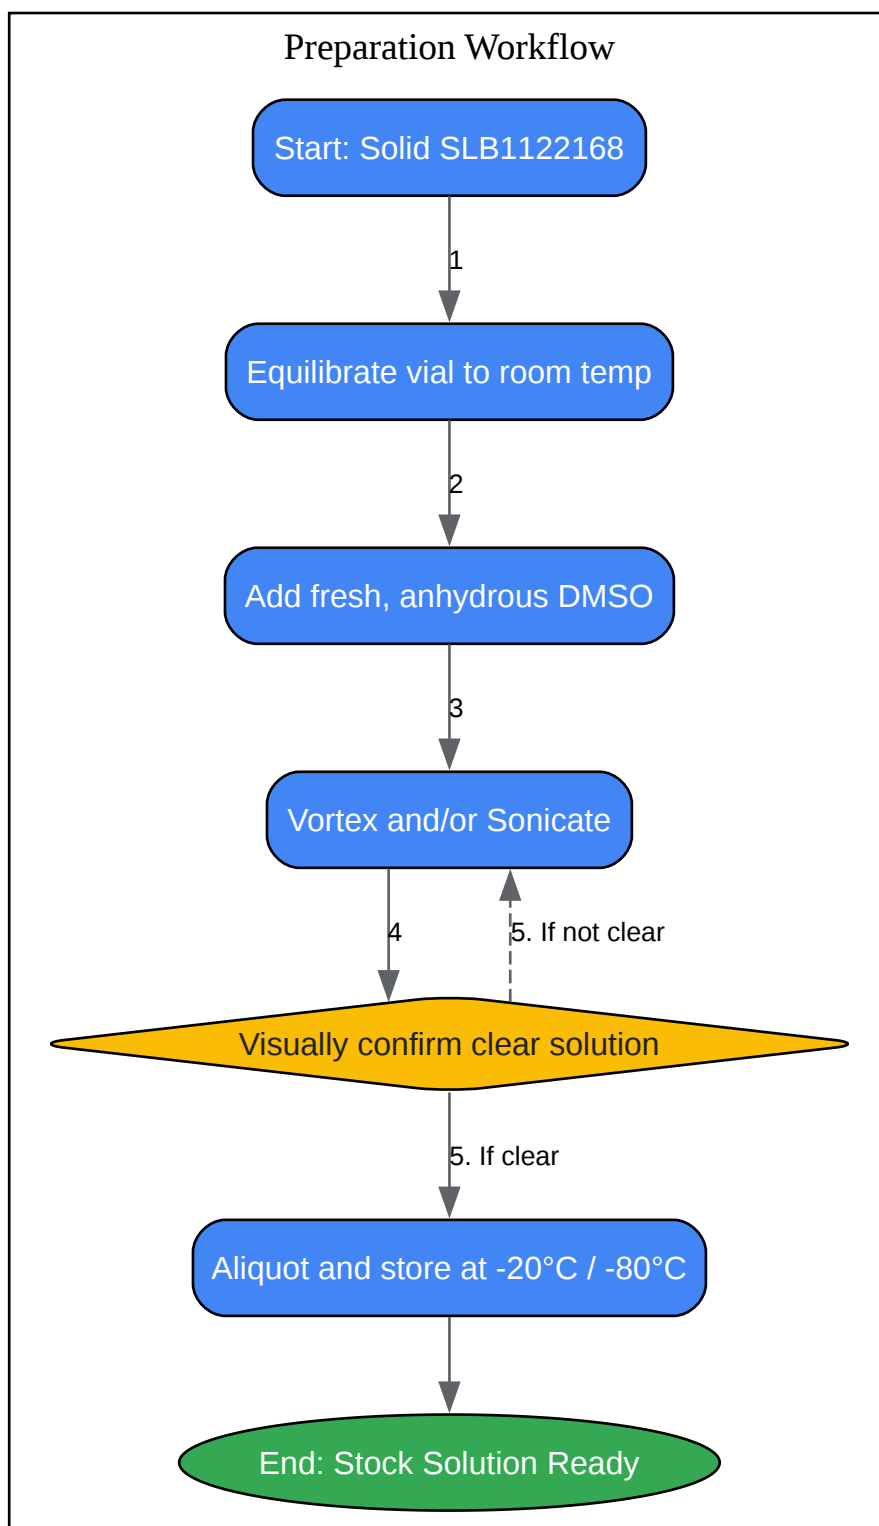 Preparation Workflow
Start: Solid SLB1122168
1
Equilibrate vial to room temp
2
Add fresh, anhydrous DMSO
3
Vortex and/or Sonicate
4
5. If not clear
Visually confirm clear solution
5. If clear
Aliquot and store at -20°C / -80°C
End: Stock Solution Ready